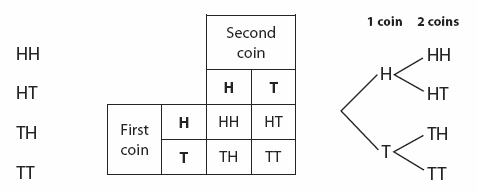 HH
HT
TH
TT
Second
coin
H T
First
coin
H HH HT
T TH TT
1 coin 2 coins
H
HH
HT
T
TH
TT